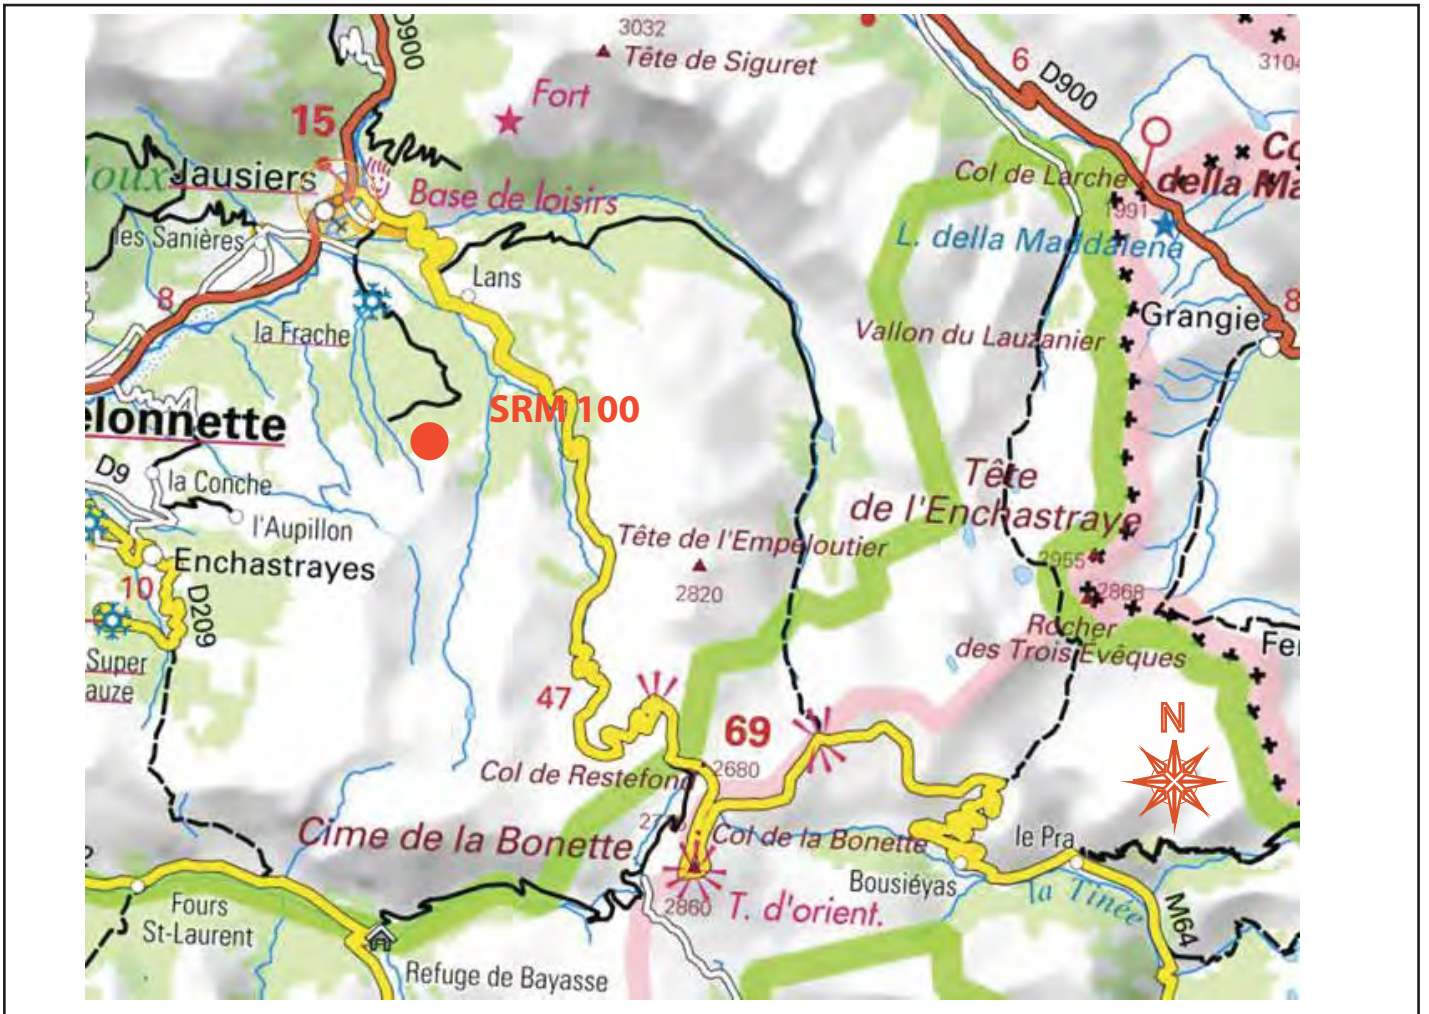 3032
Tête de Siguret
D900
6
D900
3104
Fort
15
Jausiers
Base de loisirs
Col de Larche
1991
L. della Maddalena
les Sanières
Lans
8
la Frache
Vallon du Lauzanier
Grangie
8
SRM 100
elonnette
D9
la Conche
l'Aupillon
Enchastrayes
10
D209
Super
auze
Tête
de l'Enchastraye
Tête de l'Empeloutier
2820
2955
2868
Rocher
des Trois Evêques
Fer
47
69
N
Col de Restefond
2680
Cime de la Bonette
Col de la Bonette
le Pra
Bousiéyas
la Tinée
M64
2860
T. d'orient.
Fours
St-Laurent
Refuge de Bayasse